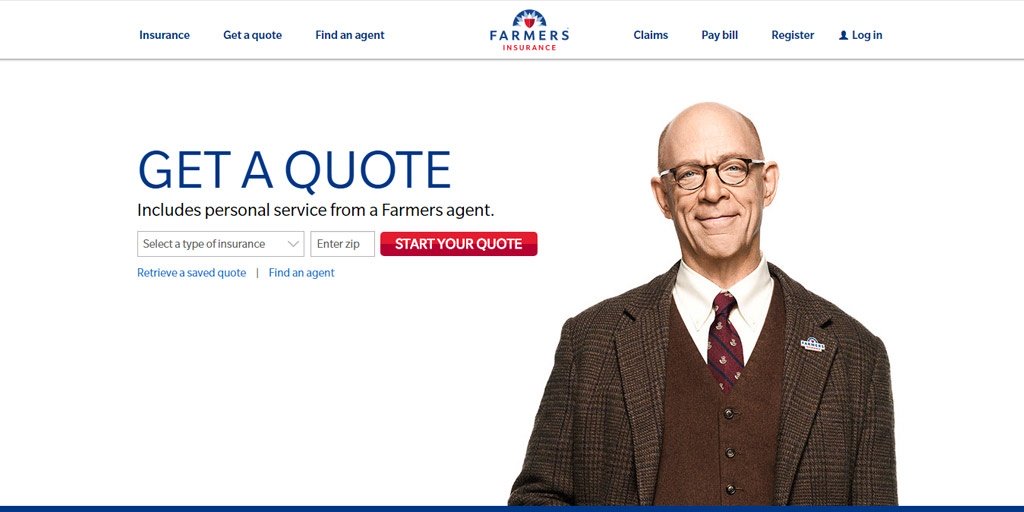 Insurance
Get a quote
Find an agent
FARMERS
INSURANCE
Claims
Pay bill
Register
Log in
GET A QUOTE
Includes personal service from a Farmers agent.
Select a type of insurance
Enter zip
START YOUR QUOTE
Retrieve a saved quote | Find an agent
FARMERS